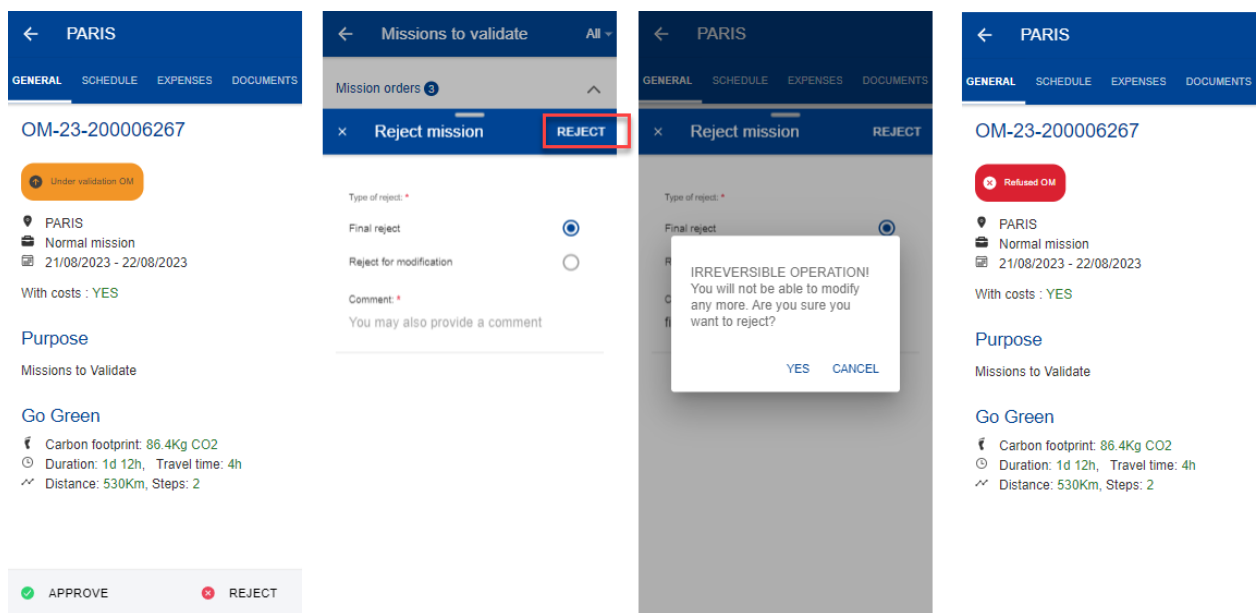 PARIS
GENERAL SCHEDULE EXPENSES DOCUMENTS
OM-23-200006267
Under validation OM
PARIS
Normal mission
21/08/2023 - 22/08/2023
With costs : YES
Purpose
Missions to Validate
Go Green
Carbon footprint: 86.4Kg CO2
Duration: 1d 12h, Travel time: 4h
Distance: 530Km, Steps: 2
APPROVE REJECT
Missions to validate All
Mission orders 3
× Reject mission REJECT
Type of reject: *
Final reject
Reject for modification
Comment: *
You may also provide a comment
PARIS
GENERAL SCHEDULE EXPENSES DOCUMENTS
× Reject mission REJECT
Type of reject: *
Final reject
IRREVERSIBLE OPERATION!
You will not be able to modify
any more. Are you sure you
want to reject?
YES CANCEL
PARIS
GENERAL SCHEDULE EXPENSES DOCUMENTS
OM-23-200006267
Refused OM
PARIS
Normal mission
21/08/2023 - 22/08/2023
With costs : YES
Purpose
Missions to Validate
Go Green
Carbon footprint: 86.4Kg CO2
Duration: 1d 12h, Travel time: 4h
Distance: 530Km, Steps: 2